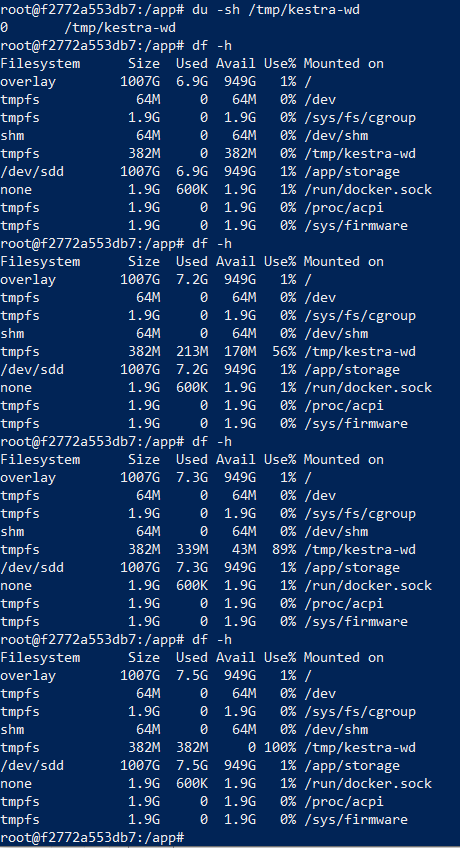 root@f2772a553db7:/app# du -sh /tmp/kestra-wd
0       /tmp/kestra-wd
root@f2772a553db7:/app# df -h
Filesystem      Size  Used Avail Use% Mounted on
overlay        1007G  6.9G  949G   1% /
tmpfs            64M     0   64M   0% /dev
tmpfs           1.9G     0  1.9G   0% /sys/fs/cgroup
shm              64M     0   64M   0% /dev/shm
tmpfs           382M     0  382M   0% /tmp/kestra-wd
/dev/sdd       1007G  6.9G  949G   1% /app/storage
none            1.9G  600K  1.9G   1% /run/docker.sock
tmpfs           1.9G     0  1.9G   0% /proc/acpi
tmpfs           1.9G     0  1.9G   0% /sys/firmware
root@f2772a553db7:/app# df -h
Filesystem      Size  Used Avail Use% Mounted on
overlay        1007G  7.2G  949G   1% /
tmpfs            64M     0   64M   0% /dev
tmpfs           1.9G     0  1.9G   0% /sys/fs/cgroup
shm              64M     0   64M   0% /dev/shm
tmpfs           382M  213M  170M  56% /tmp/kestra-wd
/dev/sdd       1007G  7.2G  949G   1% /app/storage
none            1.9G  600K  1.9G   1% /run/docker.sock
tmpfs           1.9G     0  1.9G   0% /proc/acpi
tmpfs           1.9G     0  1.9G   0% /sys/firmware
root@f2772a553db7:/app# df -h
Filesystem      Size  Used Avail Use% Mounted on
overlay        1007G  7.3G  949G   1% /
tmpfs            64M     0   64M   0% /dev
tmpfs           1.9G     0  1.9G   0% /sys/fs/cgroup
shm              64M     0   64M   0% /dev/shm
tmpfs           382M  339M   43M  89% /tmp/kestra-wd
/dev/sdd       1007G  7.3G  949G   1% /app/storage
none            1.9G  600K  1.9G   1% /run/docker.sock
tmpfs           1.9G     0  1.9G   0% /proc/acpi
tmpfs           1.9G     0  1.9G   0% /sys/firmware
root@f2772a553db7:/app# df -h
Filesystem      Size  Used Avail Use% Mounted on
overlay        1007G  7.5G  949G   1% /
tmpfs            64M     0   64M   0% /dev
tmpfs           1.9G     0  1.9G   0% /sys/fs/cgroup
shm              64M     0   64M   0% /dev/shm
tmpfs           382M  382M     0 100% /tmp/kestra-wd
/dev/sdd       1007G  7.5G  949G   1% /app/storage
none            1.9G  600K  1.9G   1% /run/docker.sock
tmpfs           1.9G     0  1.9G   0% /proc/acpi
tmpfs           1.9G     0  1.9G   0% /sys/firmware
root@f2772a553db7:/app#